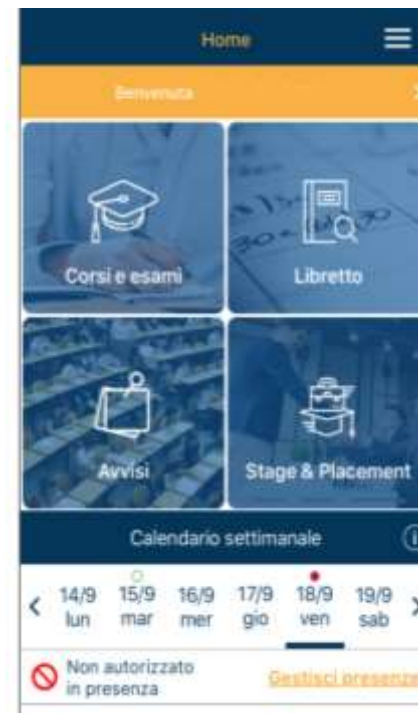 Home
Benvenuta
Corsi e esami
Libretto
Avvisi
Stage & Placement
Calendario settimanale
14/9 15/9 16/9 17/9 18/9 19/9
lun mar mer gio ven sab
Non autorizzato
in presenza
Gestisci presenze